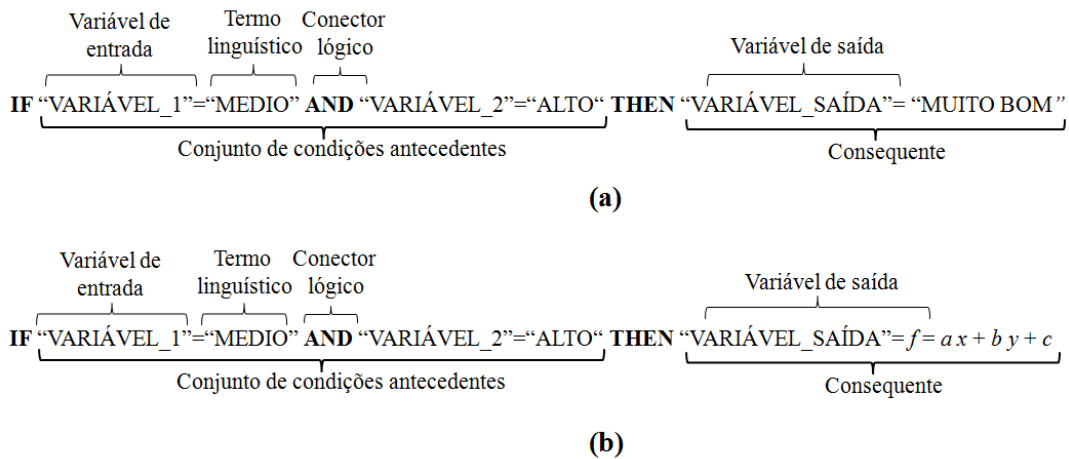 Variável de entrada
Termo linguístico
Conector lógico
Variável de saída
IF “VARIÁVEL_1”=“MEDIO” AND “VARIÁVEL_2”=“ALTO“ THEN “VARIÁVEL_SAÍDA”= “MUITO BOM”
Conjunto de condições antecedentes
Consequente
(a)
Variável de entrada
Termo linguístico
Conector lógico
Variável de saída
IF “VARIÁVEL_1”=“MEDIO” AND “VARIÁVEL_2”=“ALTO“ THEN “VARIÁVEL_SAÍDA”= f = a x + b y + c
Conjunto de condições antecedentes
Consequente
(b)